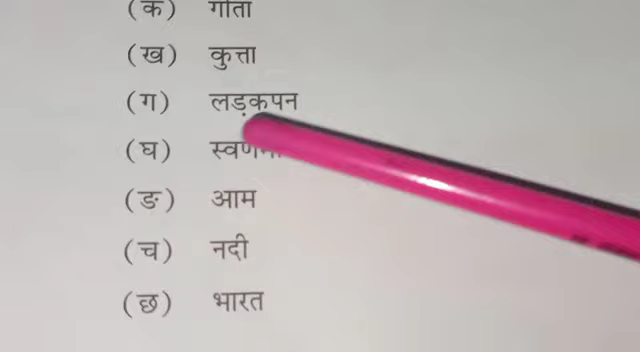 (क) गीता
(ख) कुत्ता
(ग) लड़कपन
(घ)
(ङ) आम
(च) नदी
(छ) भारत